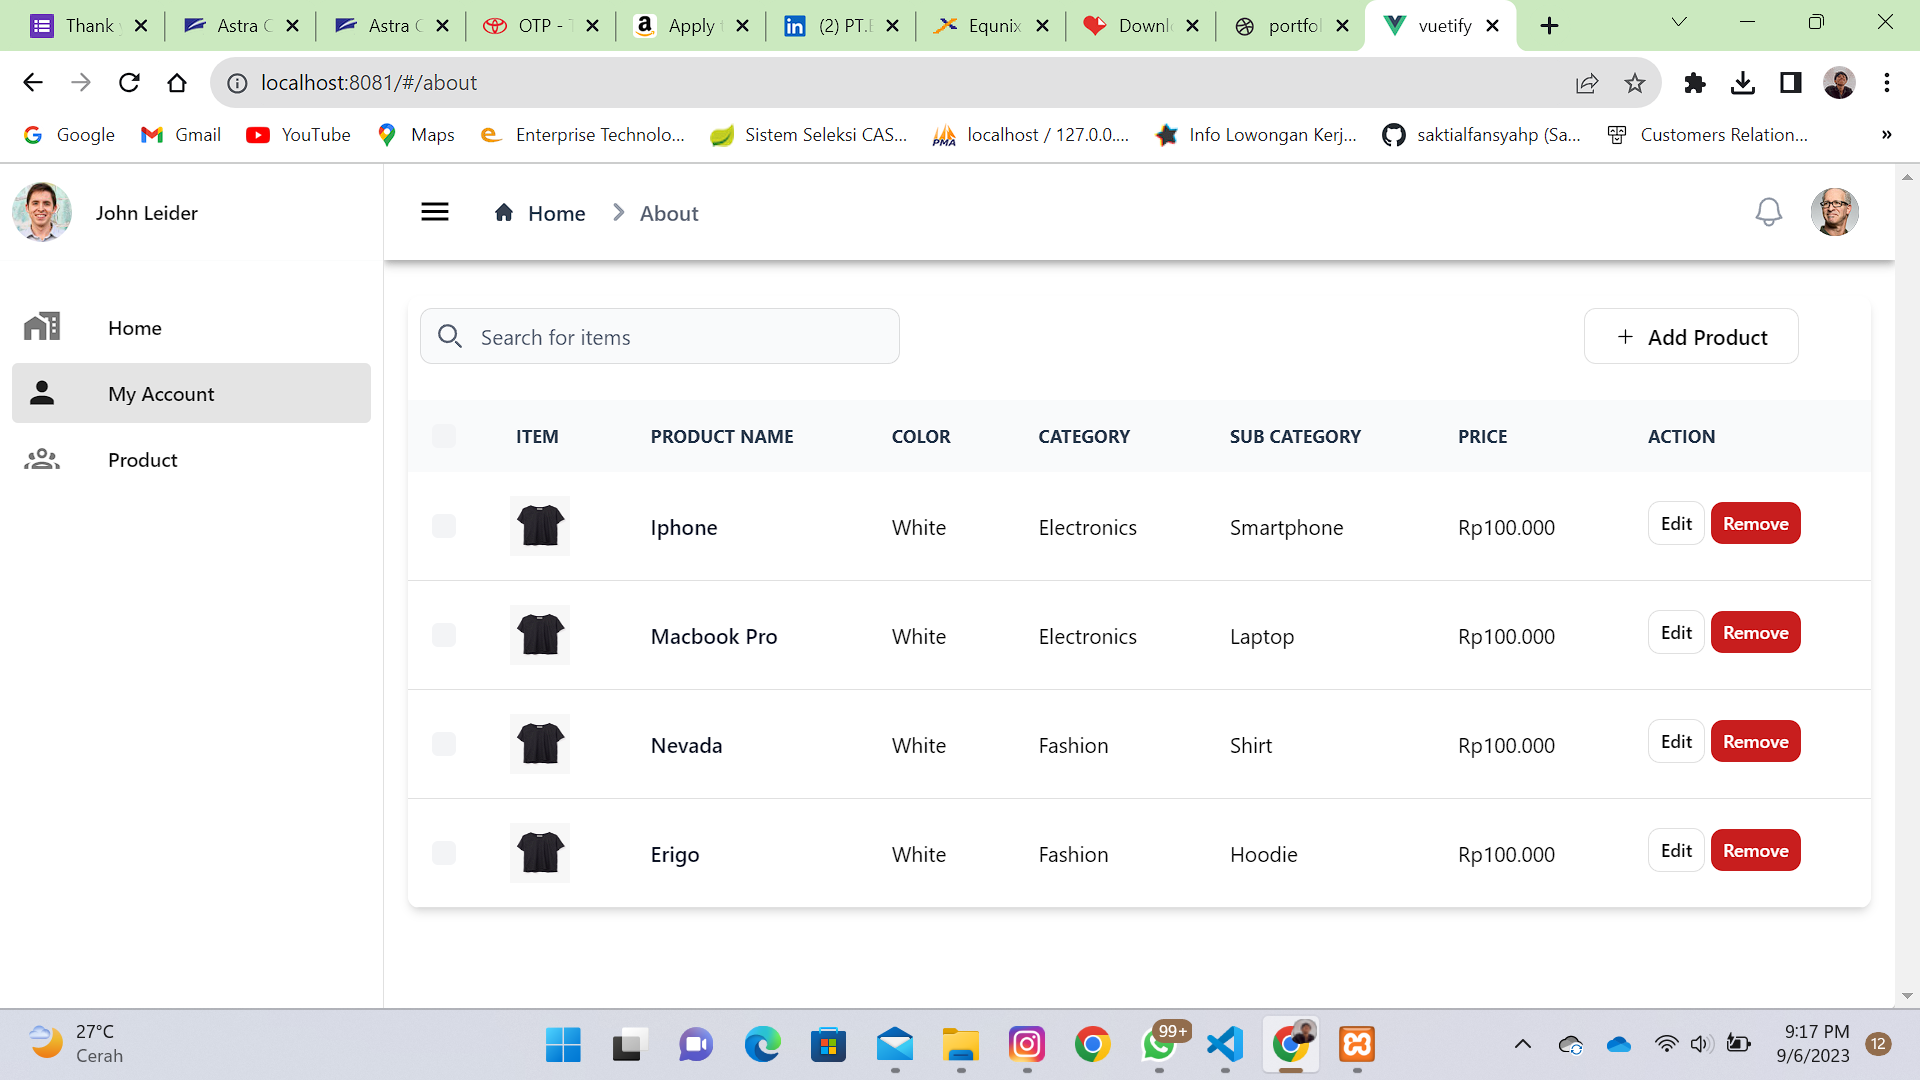 Thank
Astra C
Astra C
OTP - T
Apply t
(2) PT.E
Equnix
Downl
portfol
vuetify
localhost:8081/#/about
Google
Gmail
YouTube
Maps
Enterprise Technolo...
Sistem Seleksi CAS...
localhost / 127.0.0....
Info Lowongan Kerj...
saktialfansyahp (Sa...
Customers Relation...
»
John Leider
Home
About
Home
My Account
Product
Search for items
+ Add Product
ITEM PRODUCT NAME COLOR CATEGORY SUB CATEGORY PRICE ACTION
Iphone White Electronics Smartphone Rp100.000 Edit Remove
Macbook Pro White Electronics Laptop Rp100.000 Edit Remove
Nevada White Fashion Shirt Rp100.000 Edit Remove
Erigo White Fashion Hoodie Rp100.000 Edit Remove
27°C
Cerah
99+
9:17 PM
9/6/2023
12